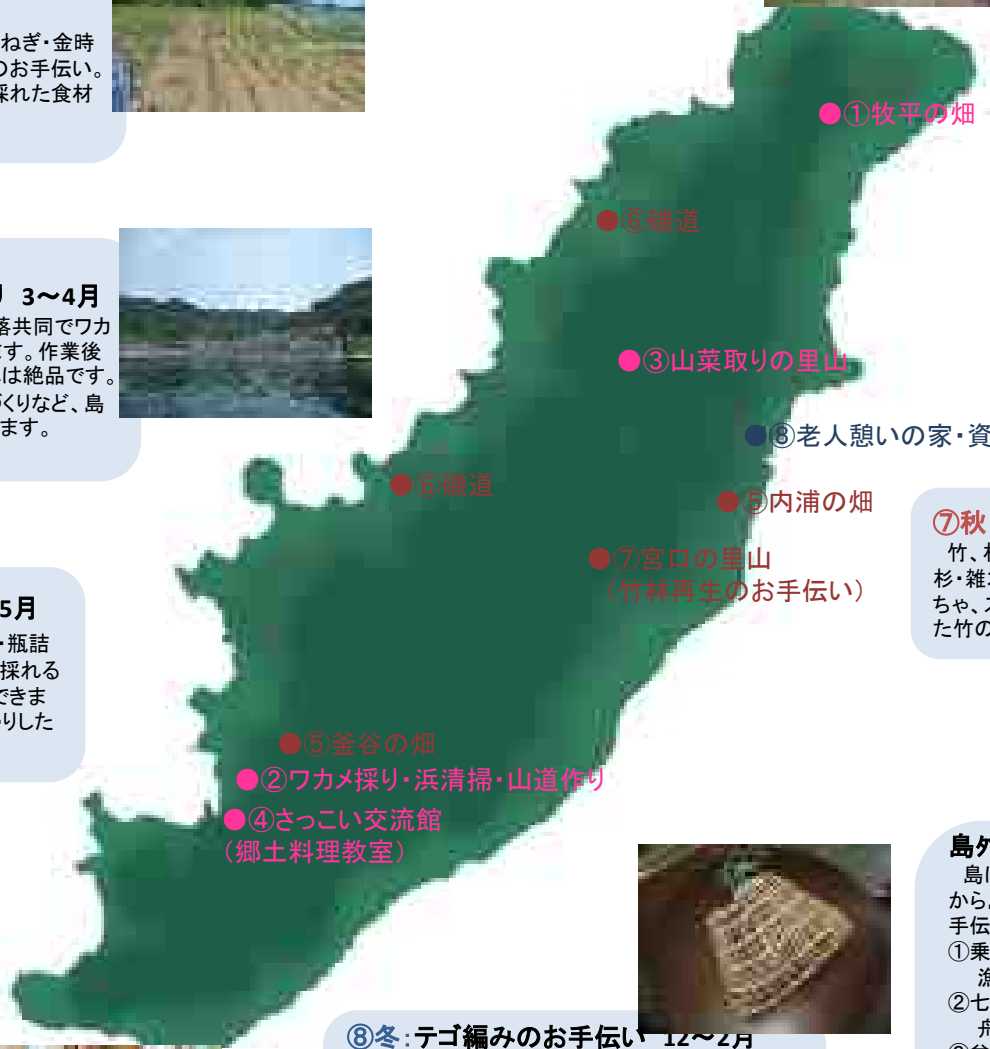 ねぎ・金時
のお手伝い。
採れた食材
●①牧平の畑
●⑥磯道
3～4月
落共同でワカ
す。作業後
は絶品です。
くりなど、島
ます。
●③山菜取りの里山
●⑧老人憩いの家・資
●⑥磯道
●⑤内浦の畑
⑦秋
竹、
杉・雑
ちゃ、
た竹の
●⑦宮口の里山
（竹林再生のお手伝い）
5月
・瓶詰
採れる
できま
りした
●⑤釜谷の畑
●②ワカメ採り・浜清掃・山道作り
●④さっこい交流館
（郷土料理教室）
島外
島に
から
手伝
①乗
漁
②七
舟
⑧冬：テゴ編みのお手伝い 12～2月